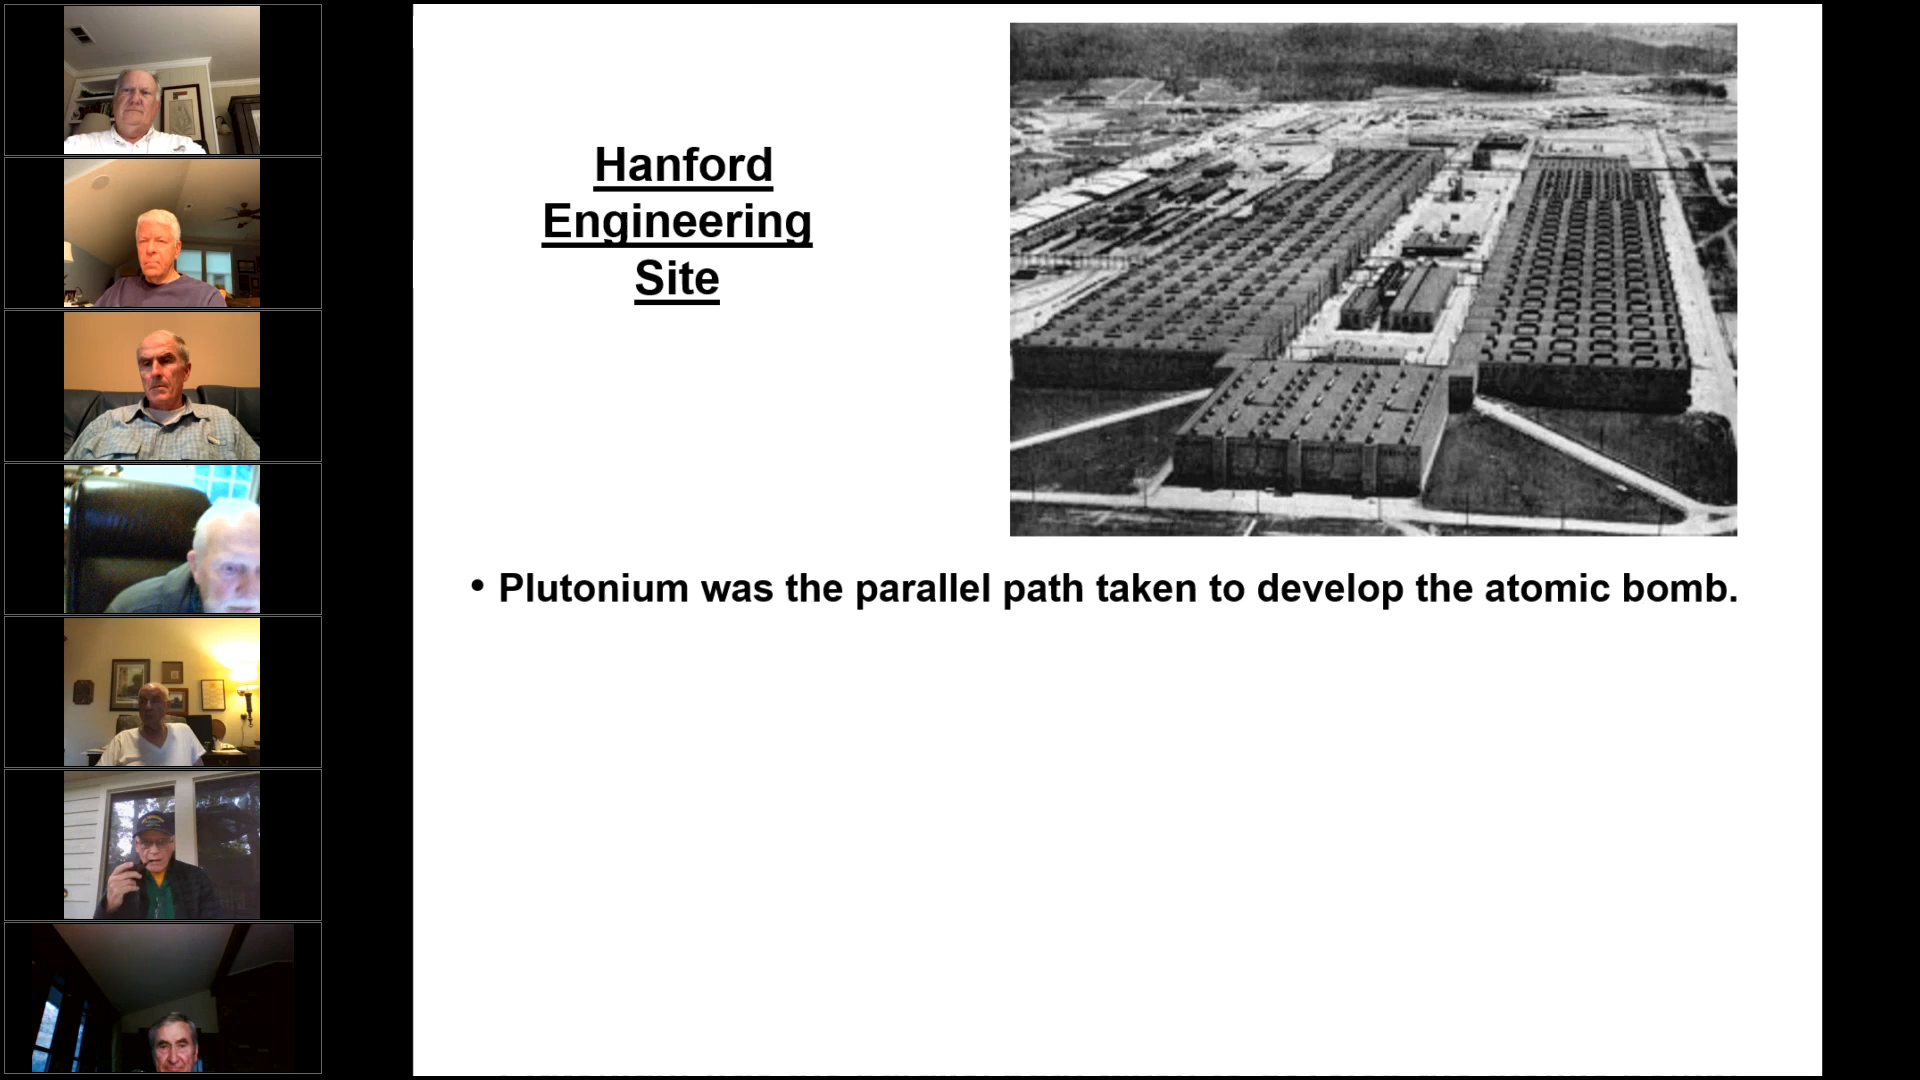 Hanford
Engineering
Site
• Plutonium was the parallel path taken to develop the atomic bomb.